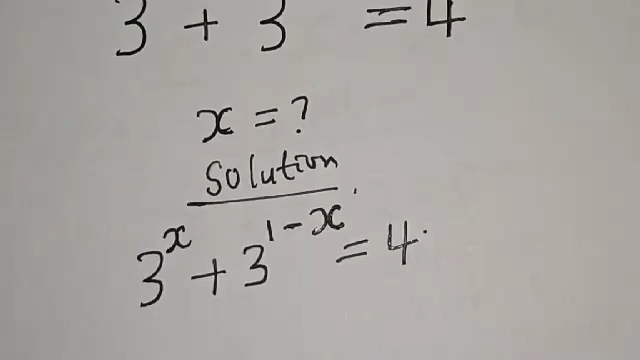 3 + 3 = 4
x = ?
Solution
3^x + 3^{1-x} = 4.